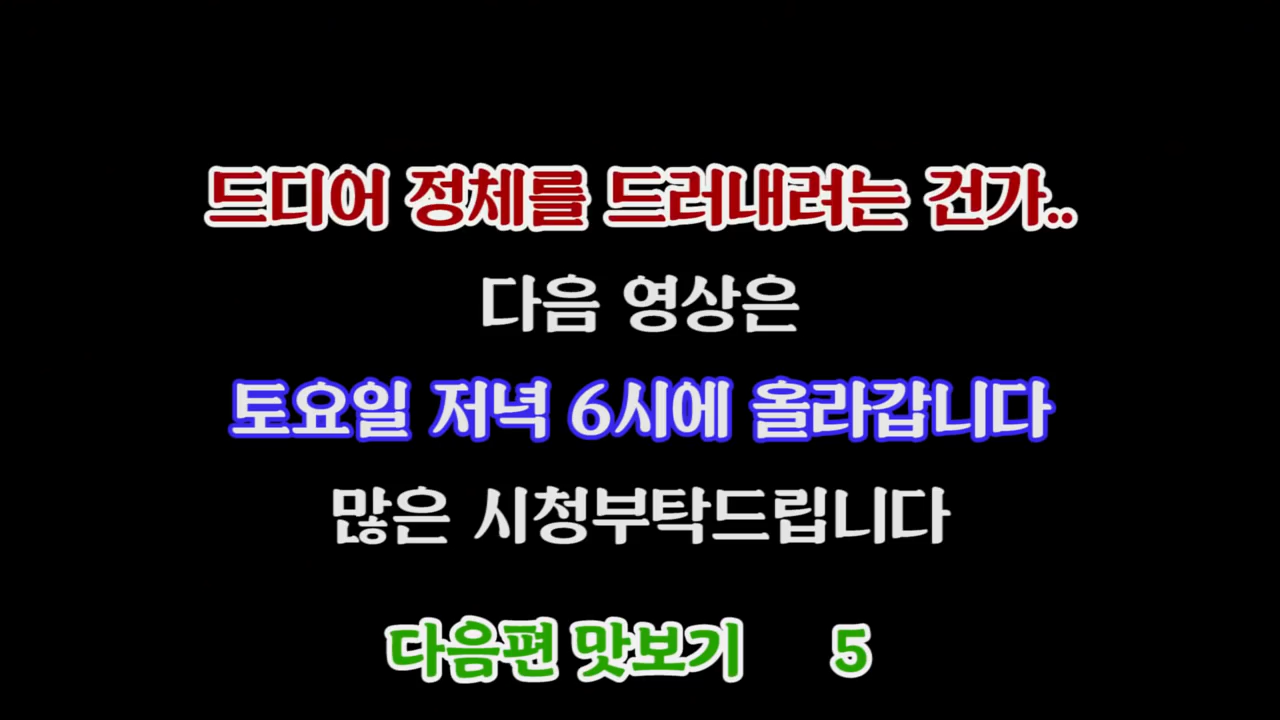 드디어 정체를 드러내려는 건가..
다음 영상은
토요일 저녁 6시에 올라갑니다
많은 시청부탁드립니다
다음편 맛보기 5